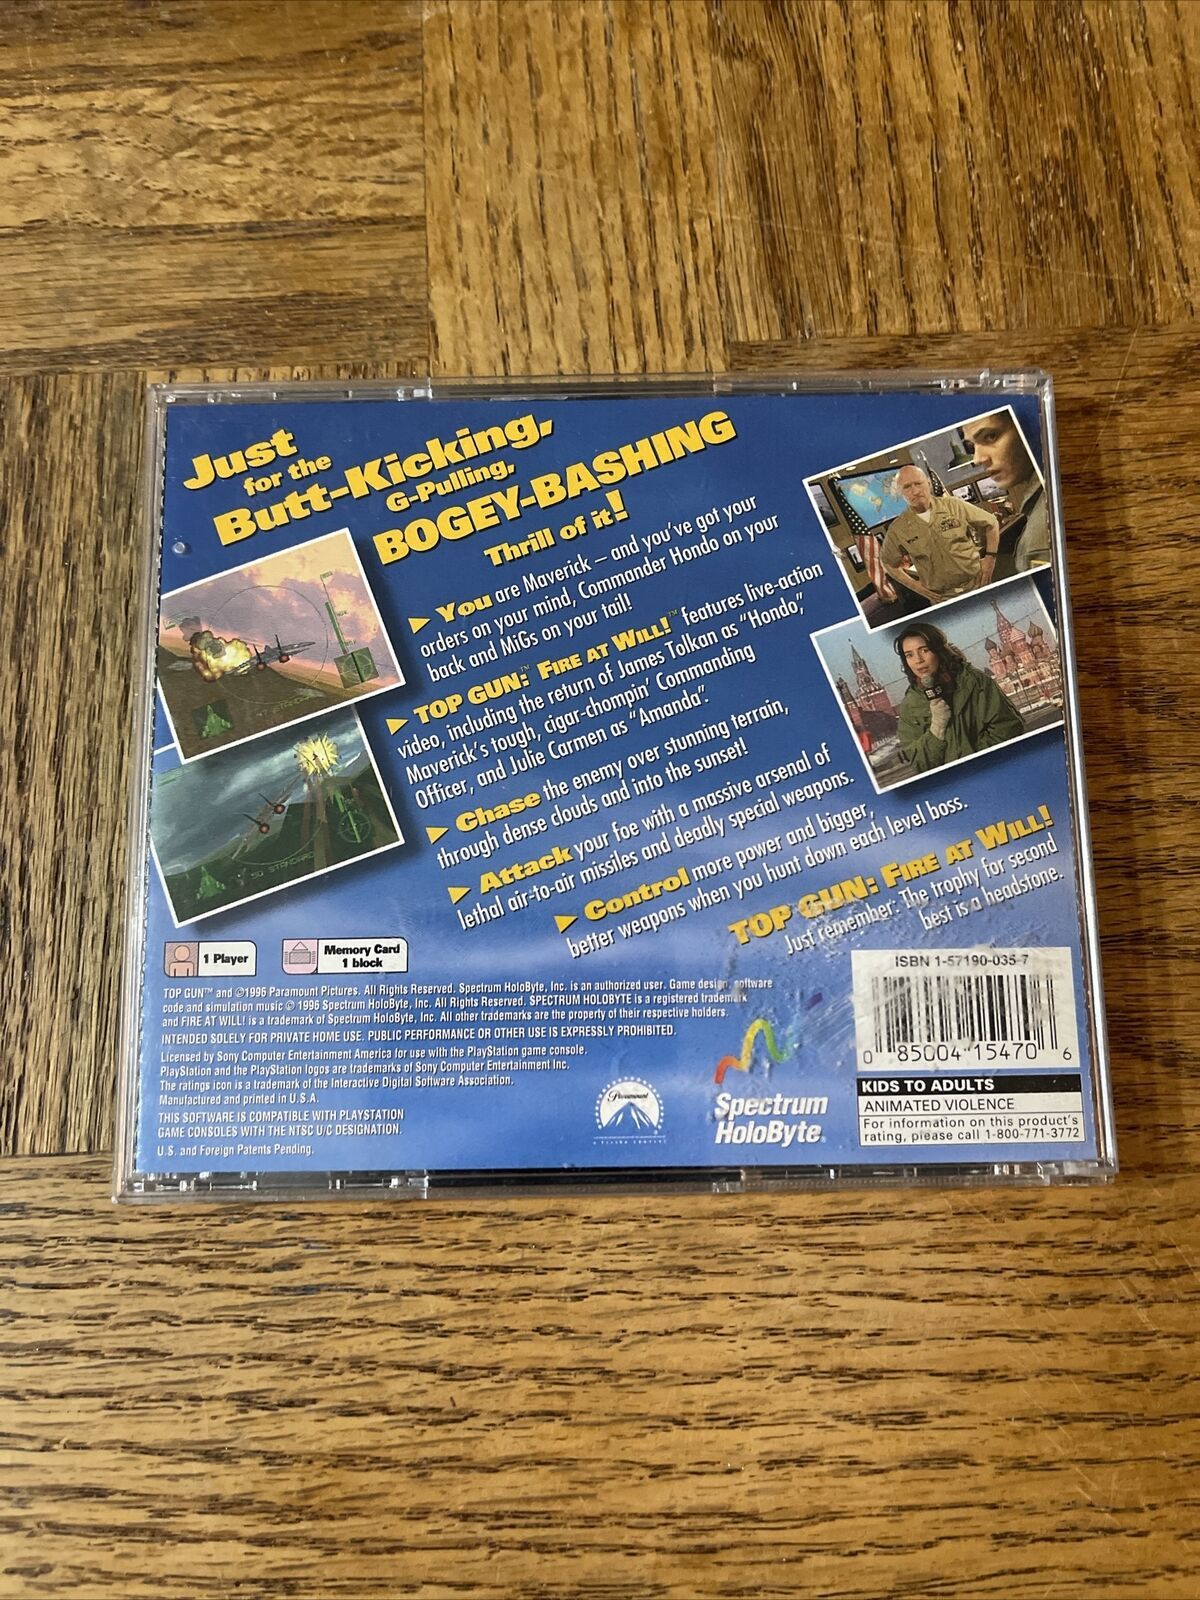 Just
for the
Butt-Kicking,
G-Pulling,
BOGEY-BASHING
Thrill of it!
You are Maverick – and you've got your
orders on your mind, Commander Hondo on your
back and MiGs on your tail!
TOP GUN:™ FIRE AT WILL!™ features live-action
video, including the return of James Tolkan as "Hondo,"
Maverick's tough, cigar-chompin' Commanding
Officer, and Julie Carmen as "Amanda".
Chase the enemy over stunning terrain,
through dense clouds and into the sunset!
Attack your foe with a massive arsenal of
lethal air-to-air missiles and deadly special weapons.
Control more power and bigger,
better weapons when you hunt down each level boss.
TOP GUN: FIRE AT WILL!
Just remember: The trophy for second
best is a headstone.
1 Player
Memory Card
1 block
TOP GUN™ and ©1996 Paramount Pictures. All Rights Reserved. Spectrum HoloByte, Inc. is an authorized user. Game design, software
code and simulation music © 1996 Spectrum HoloByte, Inc. All Rights Reserved. SPECTRUM HOLOBYTE is a registered trademark
and FIRE AT WILL! is a trademark of Spectrum HoloByte, Inc. All other trademarks are the property of their respective holders.
INTENDED SOLELY FOR PRIVATE HOME USE. PUBLIC PERFORMANCE OR OTHER USE IS EXPRESSLY PROHIBITED.
Licensed by Sony Computer Entertainment America for use with the PlayStation game console.
PlayStation and the PlayStation logos are trademarks of Sony Computer Entertainment Inc.
The ratings icon is a trademark of the Interactive Digital Software Association.
Manufactured and printed in U.S.A.
THIS SOFTWARE IS COMPATIBLE WITH PLAYSTATION
GAME CONSOLES WITH THE NTSC U/C DESIGNATION.
U.S. and Foreign Patents Pending.
Paramount
Spectrum
HoloByte
ISBN 1-57190-035-7
0 85004 15470 6
KIDS TO ADULTS
ANIMATED VIOLENCE
For information on this product's
rating, please call 1-800-771-3772